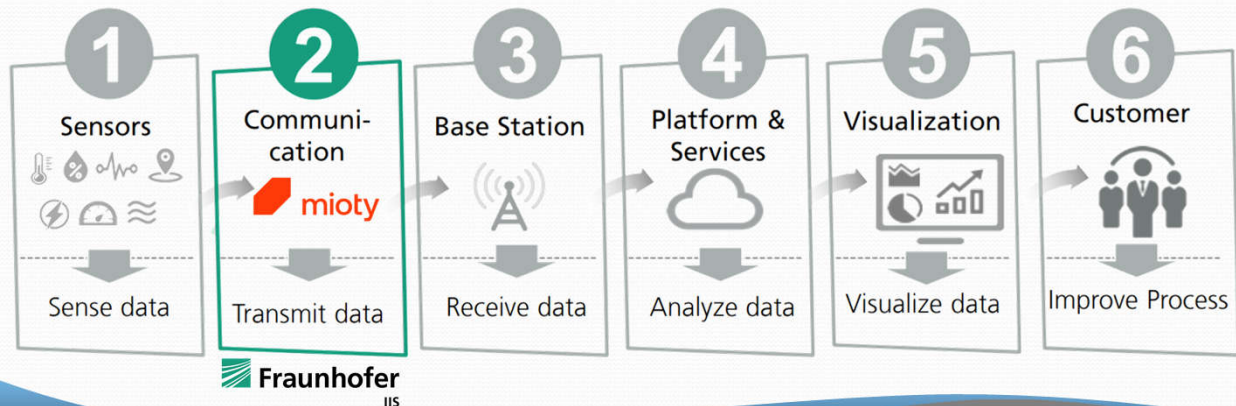 1
Sensors
%
Sense data
2
Communi-
cation
mioty
Transmit data
Fraunhofer
IIS
3
Base Station
Receive data
4
Platform &
Services
Analyze data
5
Visualization
Visualize data
6
Customer
Improve Process